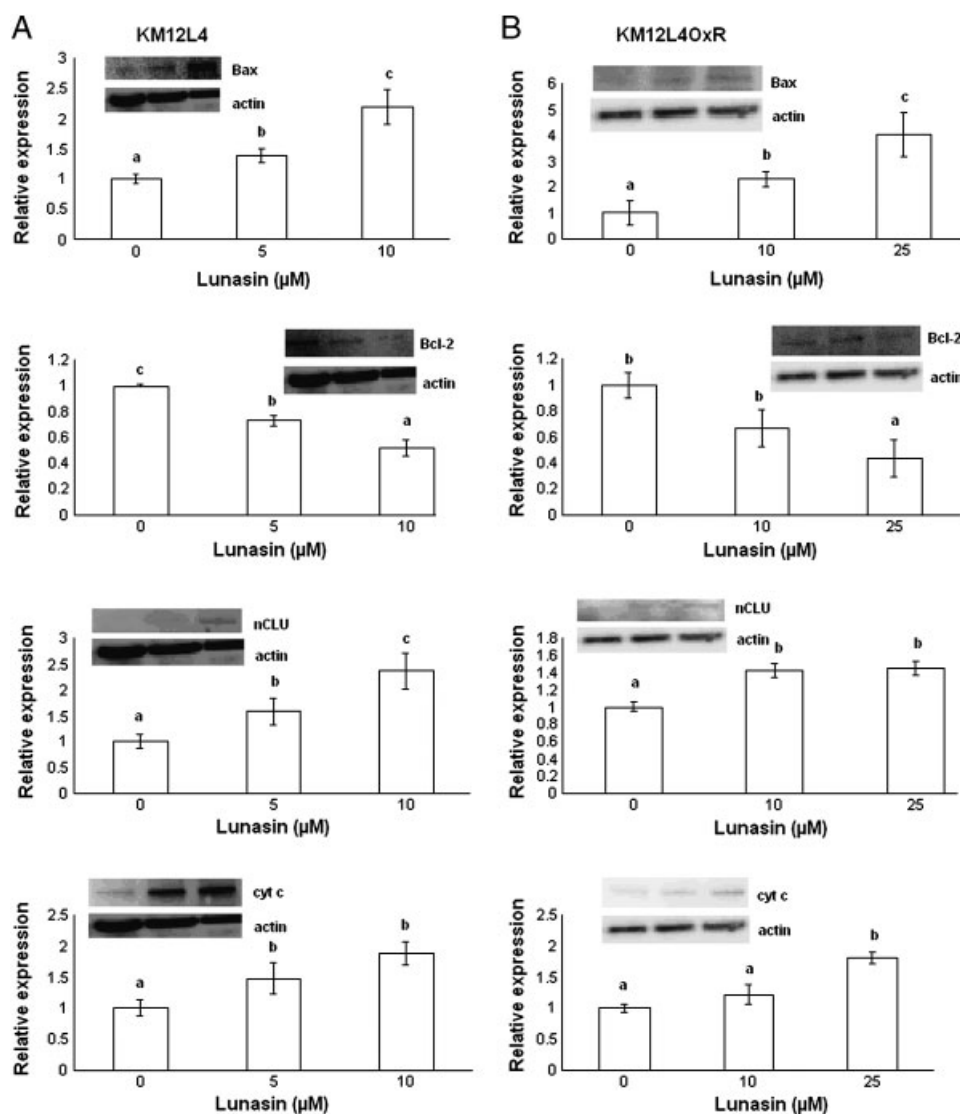 A
KM12L4
3
2.5
2
1.5
1
0.5
0
Relative expression
Bax
actin
a
b
c
0 5 10
Lunasin (µM)
1.2
1
0.8
0.6
0.4
0.2
0
Relative expression
Bcl-2
actin
c
b
a
0 5 10
Lunasin (µM)
3
2.5
2
1.5
1
0.5
0
Relative expression
nCLU
actin
a
b
c
0 5 10
Lunasin (µM)
2.5
2
1.5
1
0.5
0
Relative expression
cyt c
actin
a
b
b
0 5 10
Lunasin (µM)
B
KM12L4OxR
6
5
4
3
2
1
0
Relative expression
Bax
actin
a
b
c
0 10 25
Lunasin (µM)
1.2
1
0.8
0.6
0.4
0.2
0
Relative expression
Bcl-2
actin
b
b
a
0 10 25
Lunasin (µM)
1.8
1.6
1.4
1.2
1
0.8
0.6
0.4
0.2
0
Relative expression
nCLU
actin
a
b
b
0 10 25
Lunasin (µM)
2.5
2
1.5
1
0.5
0
Relative expression
cyt c
actin
a
a
b
0 10 25
Lunasin (µM)